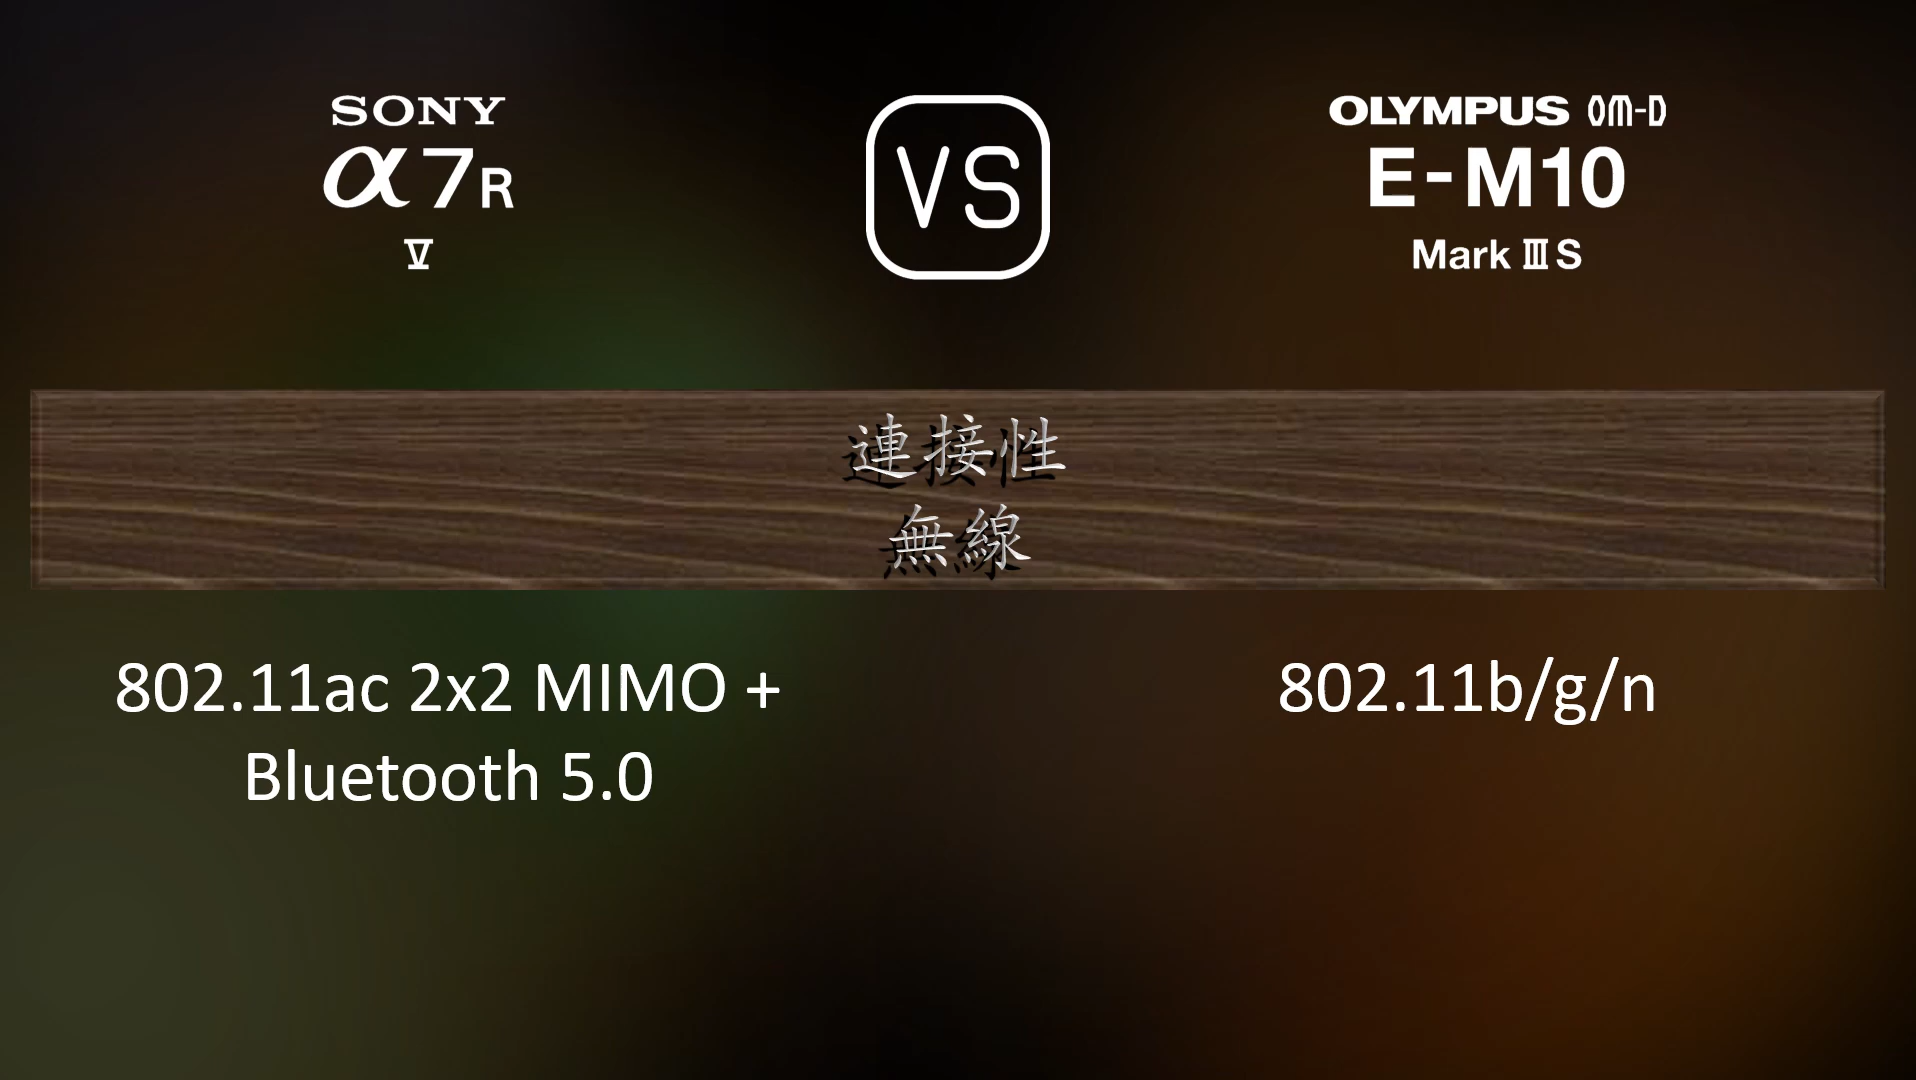 SONY
α7R
V
VS
OLYMPUS OM-D
E-M10
Mark III S
連接性
無線
802.11ac 2x2 MIMO +
Bluetooth 5.0
802.11b/g/n